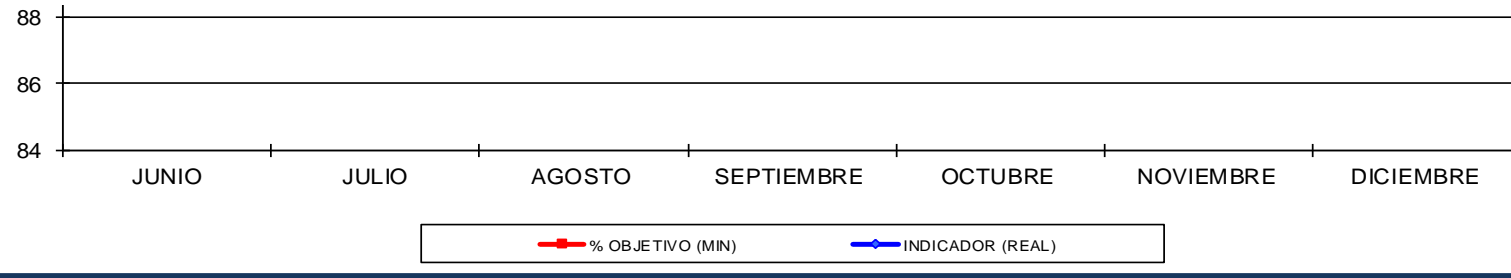 88
86
84
JUNIO JULIO AGOSTO SEPTIEMBRE OCTUBRE NOVIEMBRE DICIEMBRE
% OBJETIVO (MIN) INDICADOR (REAL)